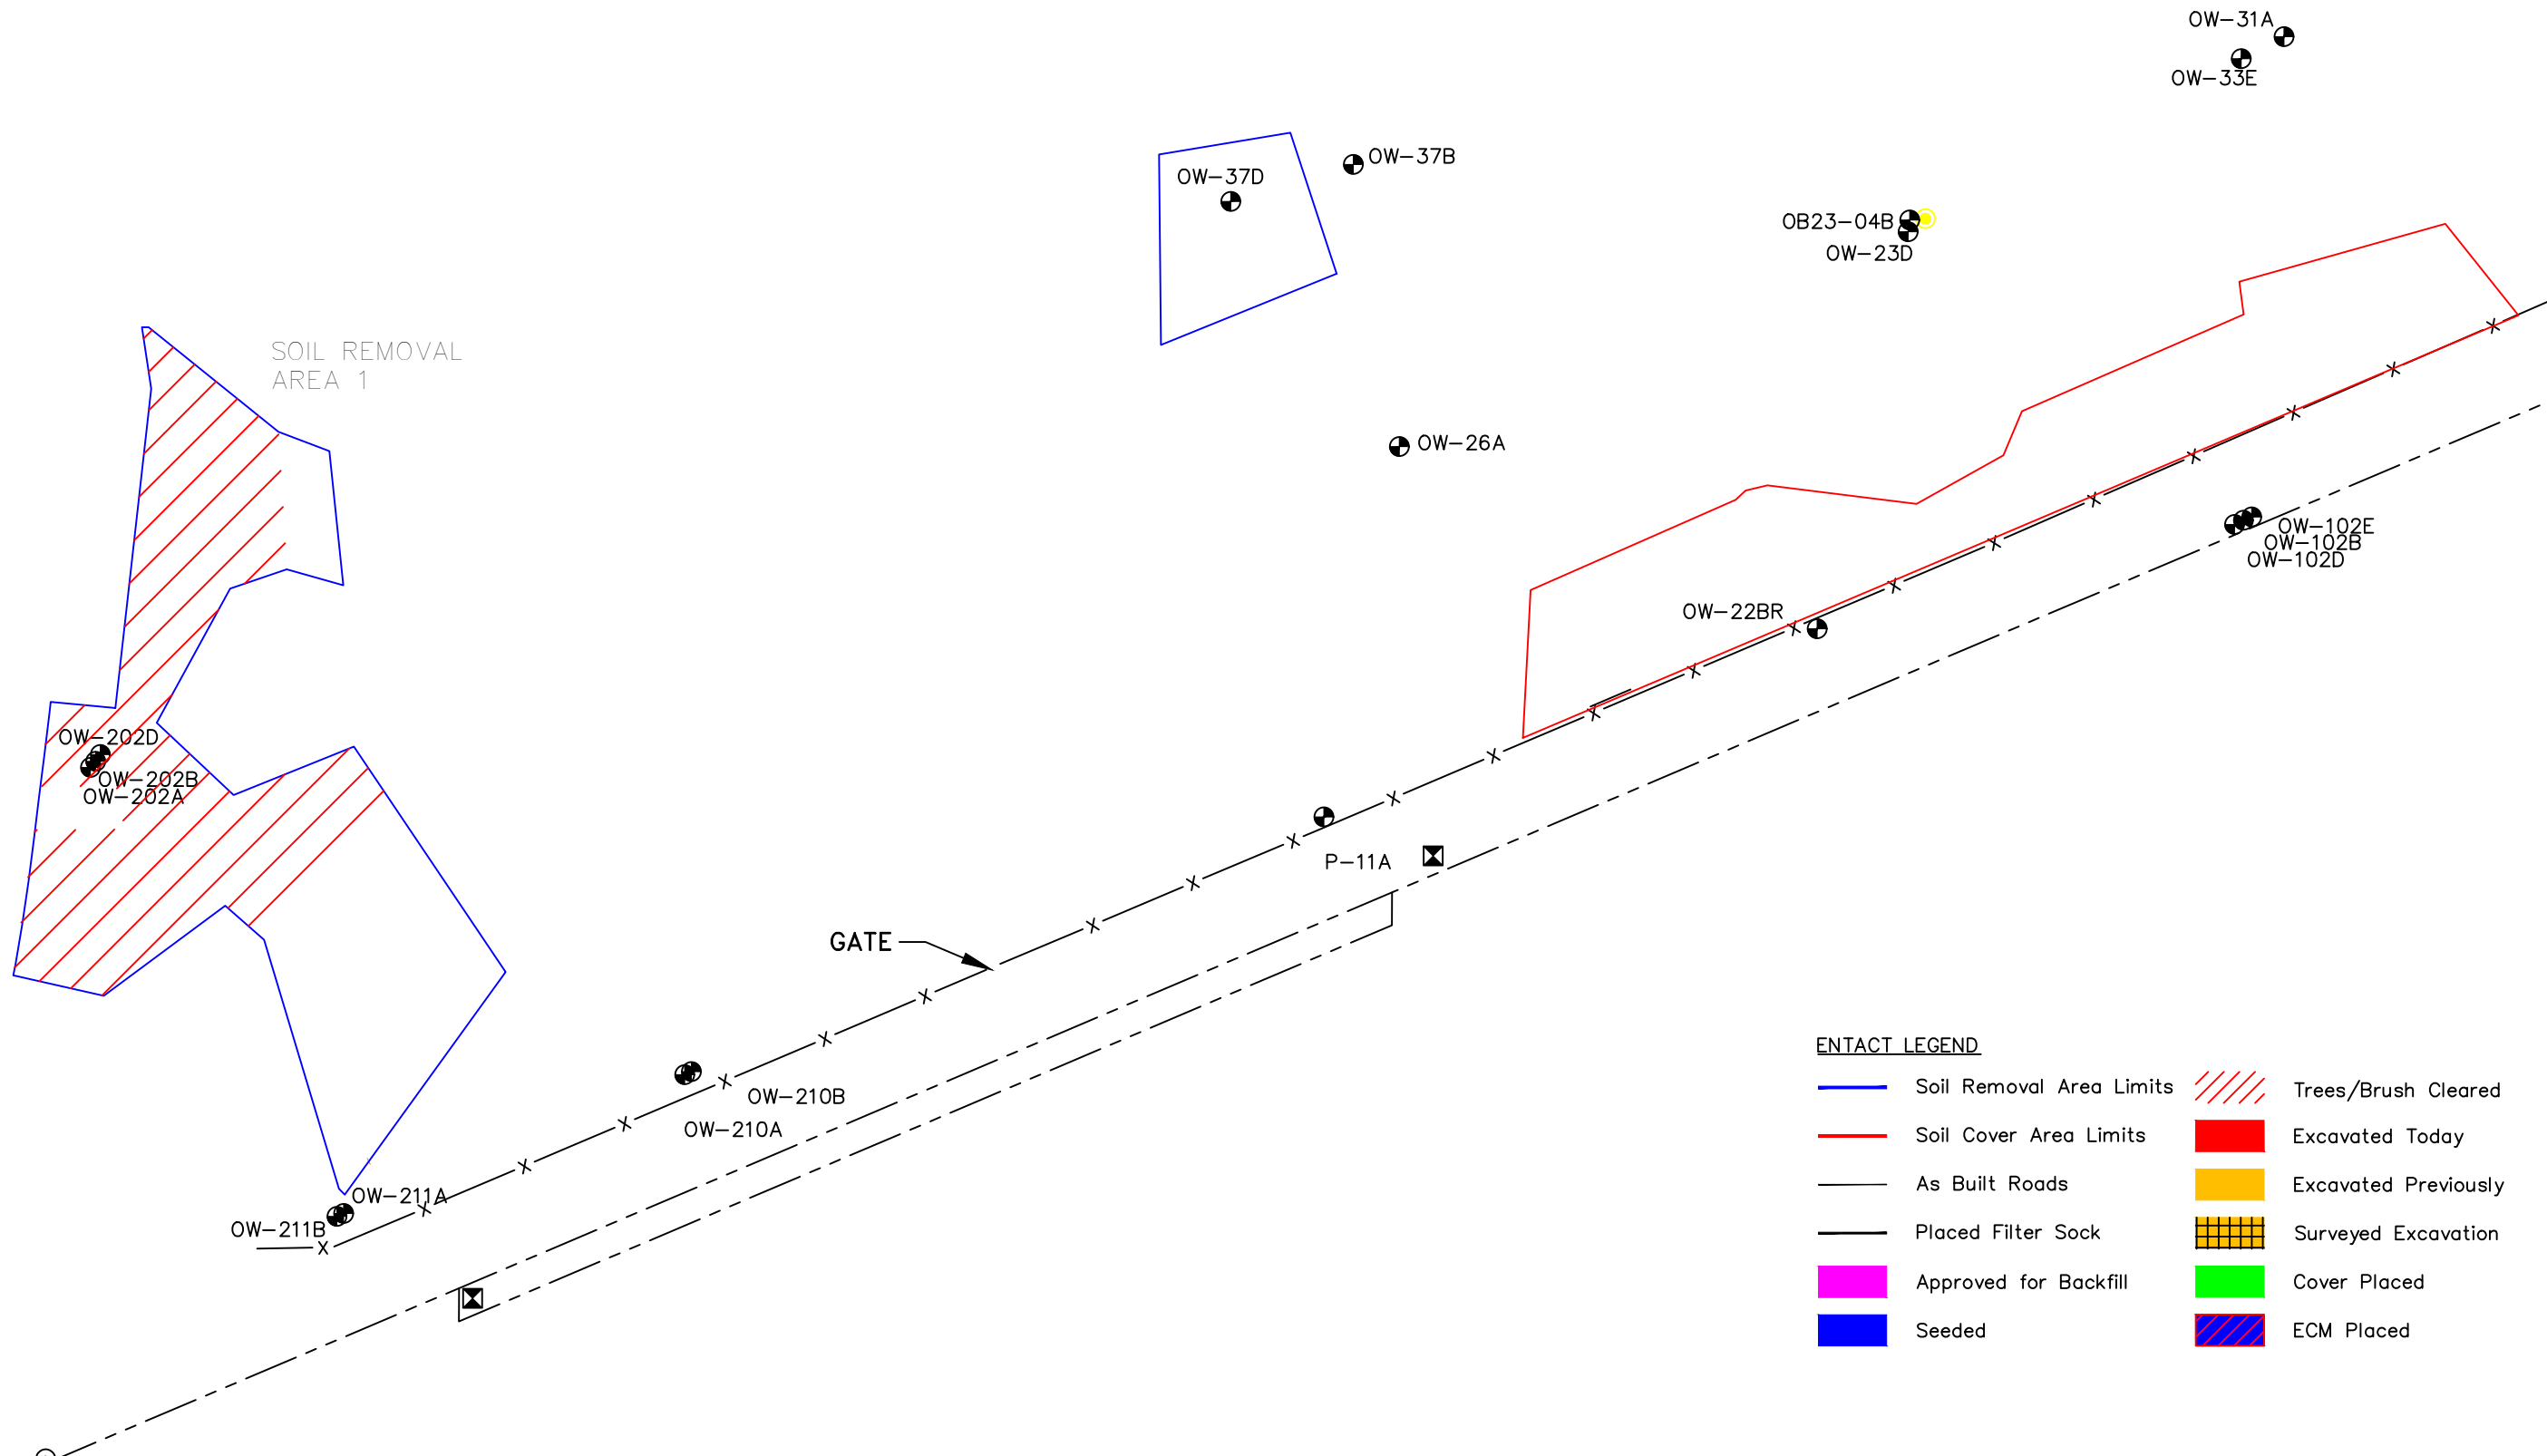 OW-31A
OW-33E
OW-37B
OW-37D
OB23-04B
OW-23D
SOIL REMOVAL
AREA 1
OW-26A
OW-102E
OW-102B
OW-102D
OW-22BR
OW-202D
OW-202B
OW-202A
P-11A
GATE
OW-210B
OW-210A
OW-211A
OW-211B
ENTACT LEGEND
Soil Removal Area Limits
Trees/Brush Cleared
Soil Cover Area Limits
Excavated Today
As Built Roads
Excavated Previously
Placed Filter Sock
Surveyed Excavation
Approved for Backfill
Cover Placed
Seeded
ECM Placed